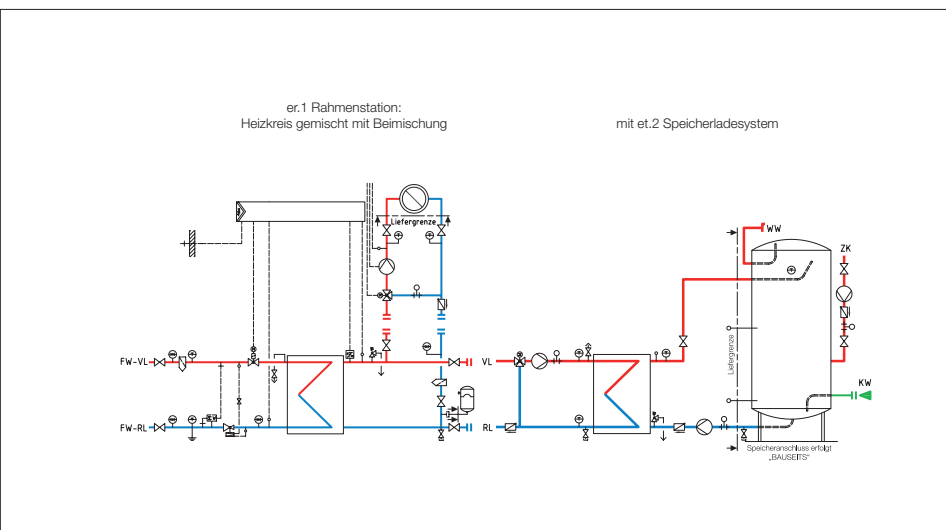 er.1 Rahmenstation:
Heizkreis gemischt mit Beimischung
mit et.2 Speicherladesystem
Liefergrenze
WW
ZK
FW-VL
VL
Liefergrenze
KW
FW-RL
RL
Speicheranschluss erfolgt
„BAUSEITS“